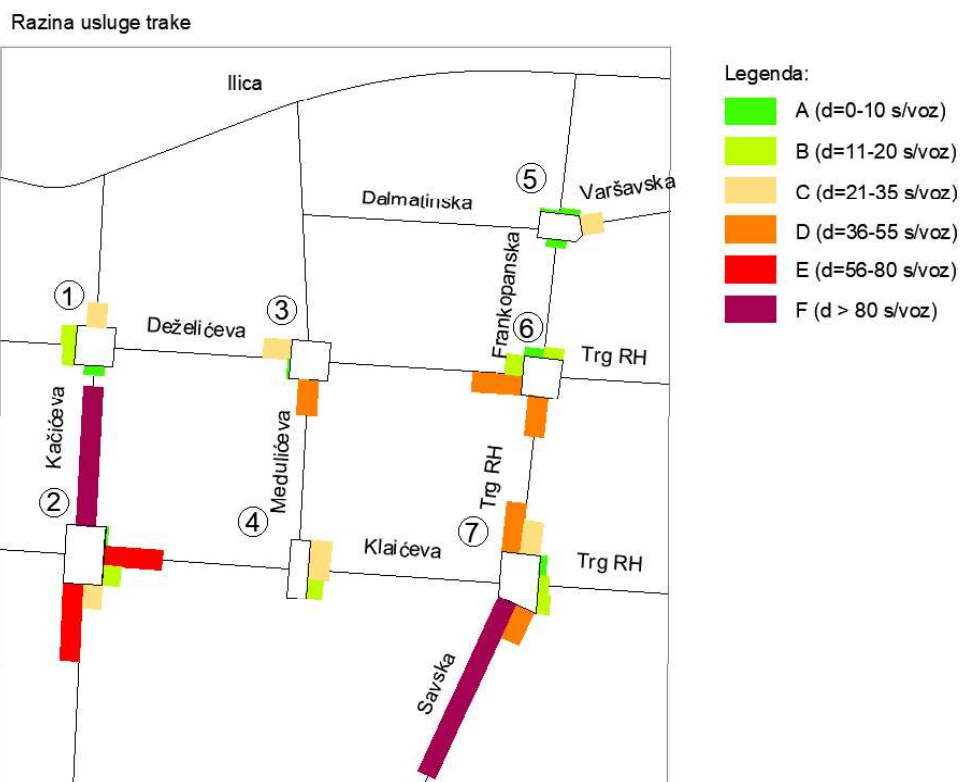 Razina usluge trake
Ilica
Legenda:
A (d=0-10 s/voz)
B (d=11-20 s/voz)
C (d=21-35 s/voz)
D (d=36-55 s/voz)
E (d=56-80 s/voz)
F (d > 80 s/voz)
5
Varšavska
Dalmatinska
Frankopanska
1
Deželićeva
3
6
Trg RH
Kačićeva
Medulićeva
Trg RH
2
4
Klaićeva
7
Trg RH
Savska